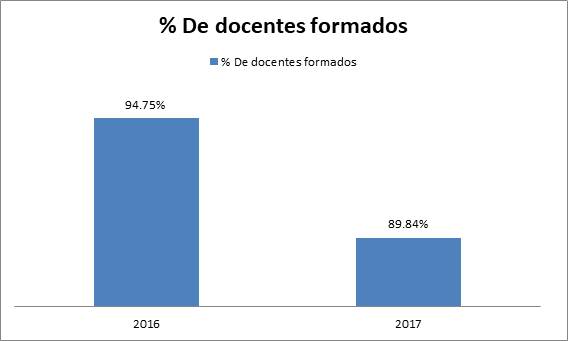 % De docentes formados
% De docentes formados
94.75%
89.84%
2016
2017